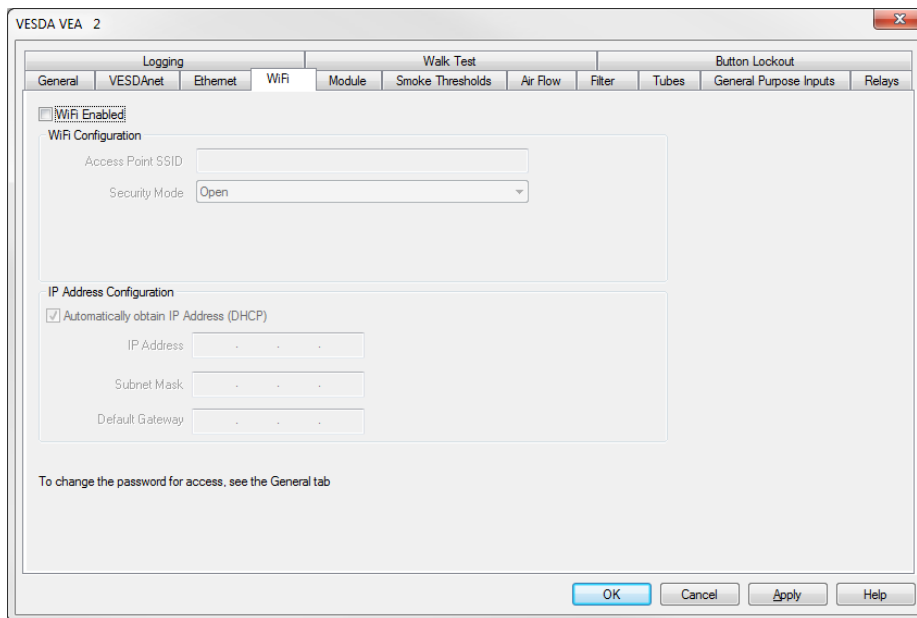 VESDA VEA 2
Logging Walk Test Button Lockout
General VESDAnet Ethernet WiFi Module Smoke Thresholds Air Flow Filter Tubes General Purpose Inputs Relays
WiFi Enabled
WiFi Configuration
Access Point SSID
Security Mode Open
IP Address Configuration
Automatically obtain IP Address (DHCP)
IP Address . . .
Subnet Mask . . .
Default Gateway . . .
To change the password for access, see the General tab
OK Cancel Apply Help